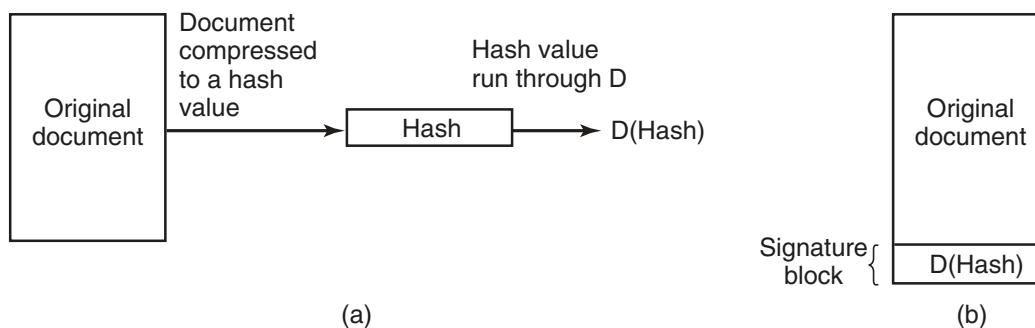 Original
document
Document
compressed
to a hash
value
Hash
Hash value
run through D
D(Hash)
(a)
Original
document
Signature
block
D(Hash)
(b)